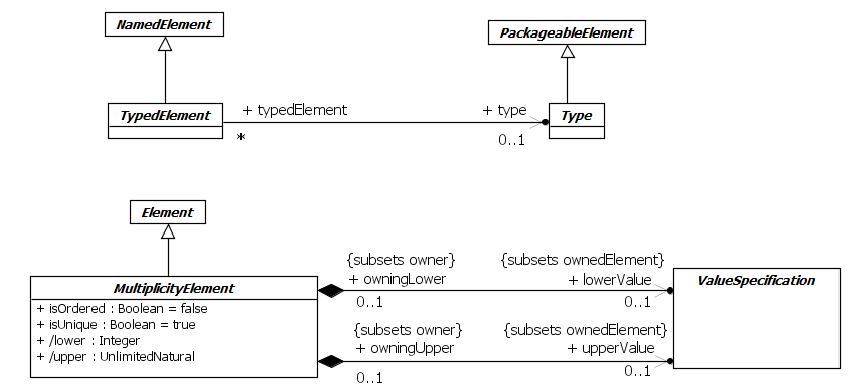 NamedElement
PackageableElement
TypedElement
+ typedElement
*
+ type
0..1
Type
Element
MultiplicityElement
+ isOrdered : Boolean = false
+ isUnique : Boolean = true
+ /lower : Integer
+ /upper : UnlimitedNatural
{subsets owner}
+ owningLower
0..1
{subsets ownedElement}
+ lowerValue
0..1
{subsets owner}
+ owningUpper
0..1
{subsets ownedElement}
+ upperValue
0..1
ValueSpecification